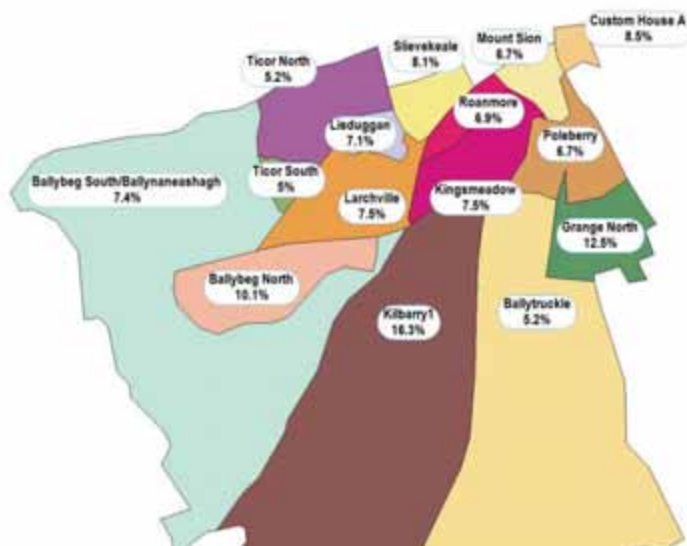 Custom House A
8.5%
Mount Sion
6.7%
Slievekeale
8.1%
Ticor North
5.2%
Roanmore
6.9%
Lisduggan
7.1%
Poleberry
6.7%
Ticor South
5%
Ballybeg South/Ballynaneashagh
7.4%
Larchville
7.5%
Kingsmeadow
7.5%
Grange North
12.5%
Ballybeg North
10.1%
Kilbarry1
16.3%
Ballytruckle
5.2%